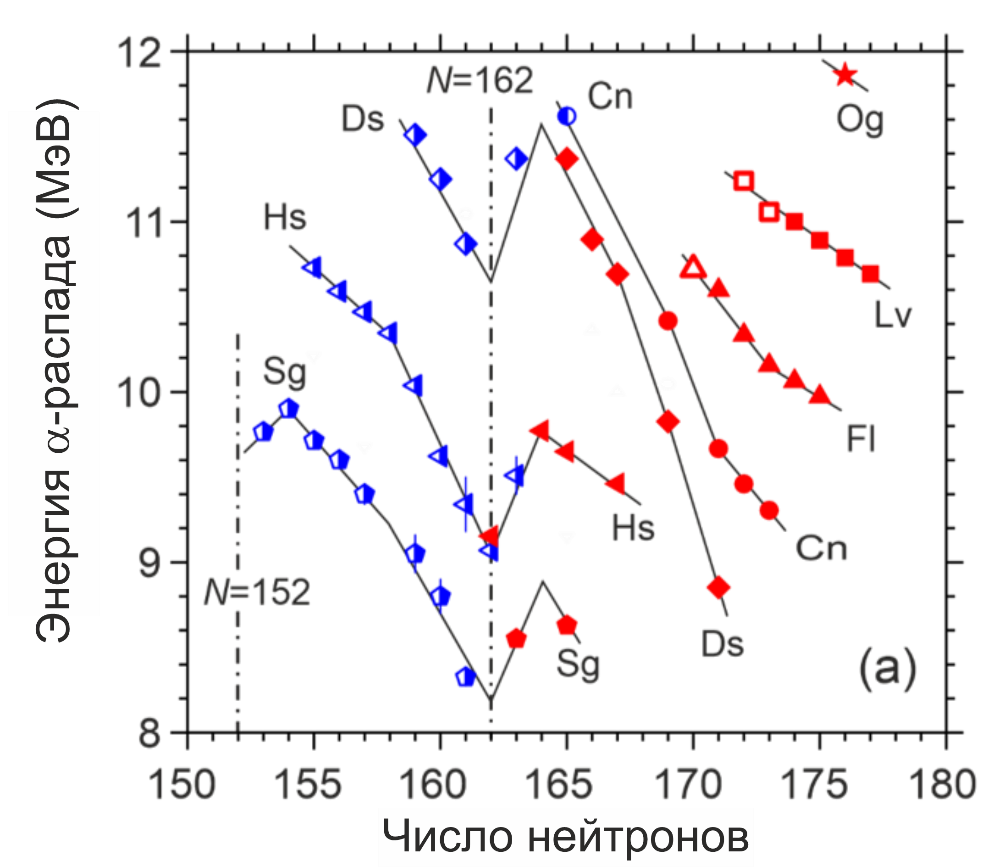 Энергия α-распада (МэВ)
12
11
10
9
8
N=162
Ds
Cn
Og
Hs
Lv
Sg
Fl
Hs
Cn
N=152
Ds
Sg
(a)
150
155
160
165
170
175
180
Число нейтронов